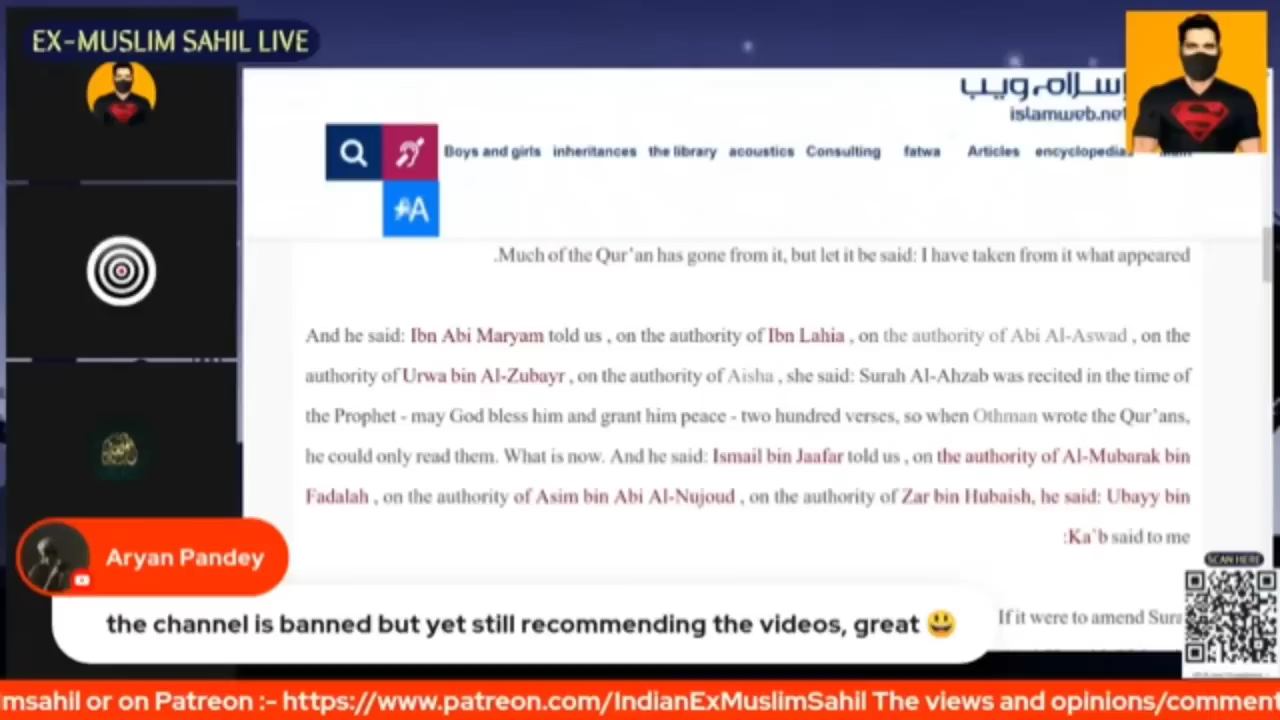 EX-MUSLIM SAHIL LIVE
إسلام ويب
islamweb.net
Boys and girls inheritances the library acoustics Consulting fatwa Articles encyclopedias
+A
.Much of the Qur'an has gone from it, but let it be said: I have taken from it what appeared
And he said: Ibn Abi Maryam told us , on the authority of Ibn Lahia , on the authority of Abi Al-Aswad , on the
authority of Urwa bin Al-Zubayr , on the authority of Aisha , she said: Surah Al-Ahzab was recited in the time of
the Prophet - may God bless him and grant him peace - two hundred verses, so when Othman wrote the Qur'ans,
he could only read them. What is now. And he said: Ismail bin Jaafar told us , on the authority of Al-Mubarak bin
Fadalah , on the authority of Asim bin Abi Al-Nujoud , on the authority of Zar bin Hubaish, he said: Ubayy bin
:Ka`b said to me
If it were to amend Sura
SCAN HERE
Aryan Pandey
the channel is banned but yet still recommending the videos, great 😃
msahil or on Patreon :- https://www.patreon.com/IndianExMuslimSahil The views and opinions/comment